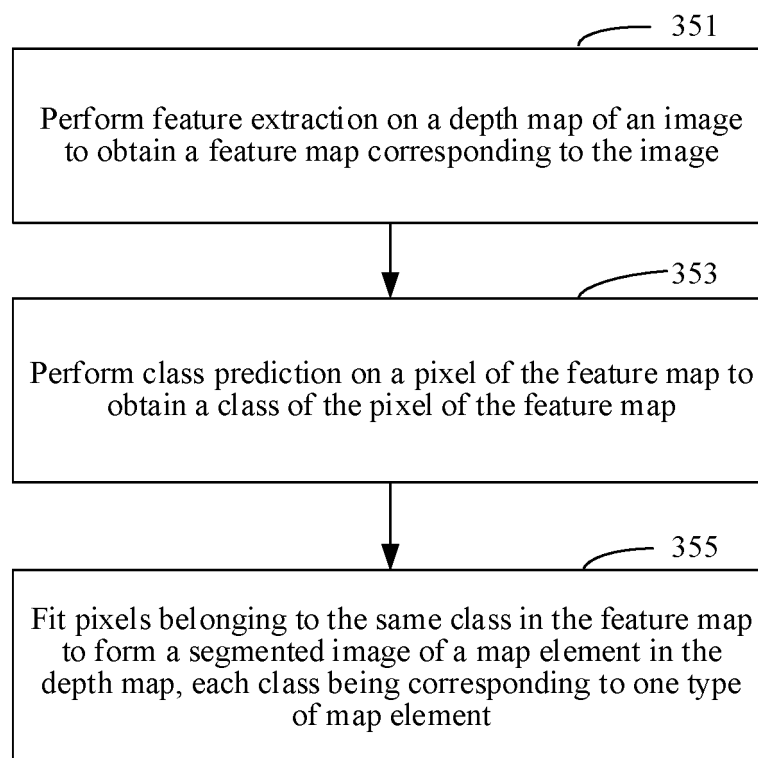 351
Perform feature extraction on a depth map of an image
to obtain a feature map corresponding to the image
353
Perform class prediction on a pixel of the feature map to
obtain a class of the pixel of the feature map
355
Fit pixels belonging to the same class in the feature map
to form a segmented image of a map element in the
depth map, each class being corresponding to one type
of map element